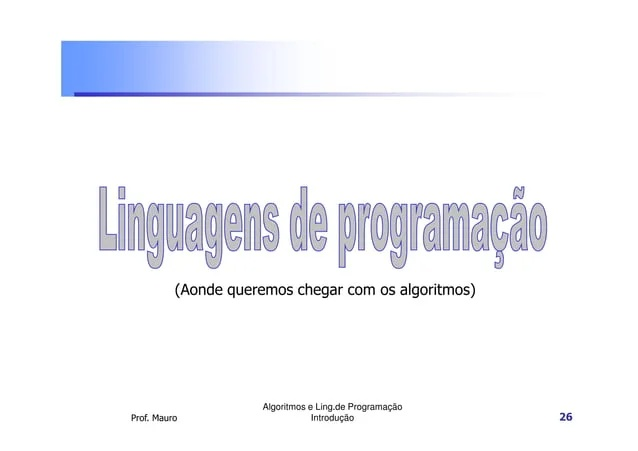 Linguagens de programação
(Aonde queremos chegar com os algoritmos)
Prof. Mauro
Algoritmos e Ling.de Programação
Introdução
26